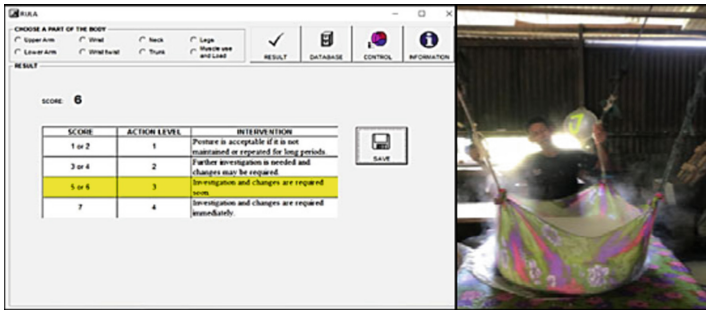 RULA
CHOOSE A PART OF THE BODY
Upper Arm Wrist Neck Legs
Lower Arm Wrist twist Trunk Muscle use and Load
RESULT DATABASE CONTROL INFORMATION
RESULT
SCORE: 6
SCORE ACTION LEVEL INTERVENTION
1 or 2 1 Posture is acceptable if it is not
maintained or repeated for long periods.
3 or 4 2 Further investigation is needed and
changes may be required.
5 or 6 3 Investigation and changes are required
soon.
7 4 Investigation and changes are required
immediately.
SAVE
7